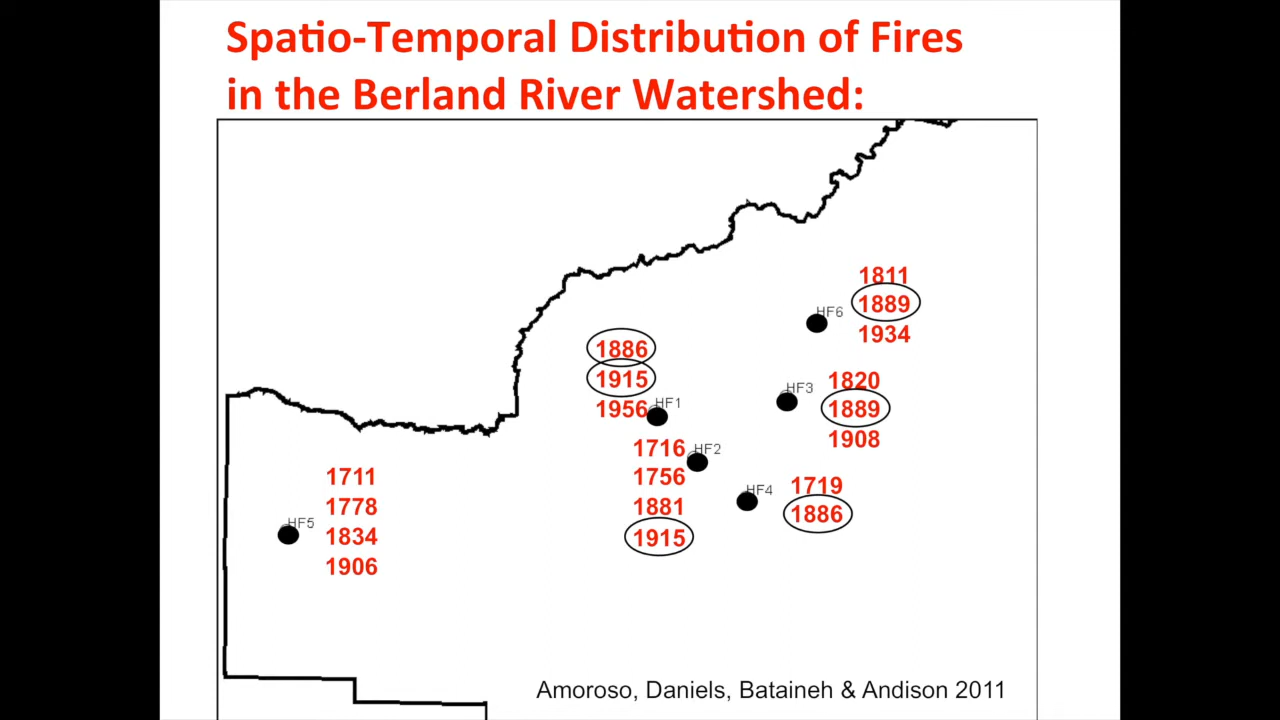 Spatio-Temporal Distribution of Fires
in the Berland River Watershed:
1811
1889
1934
HF6
1886
1915
1956
HF1
1820
1889
1908
HF3
1716
1756
1881
1915
HF2
1719
1886
HF4
1711
1778
1834
1906
HF5
Amoroso, Daniels, Bataineh & Andison 2011